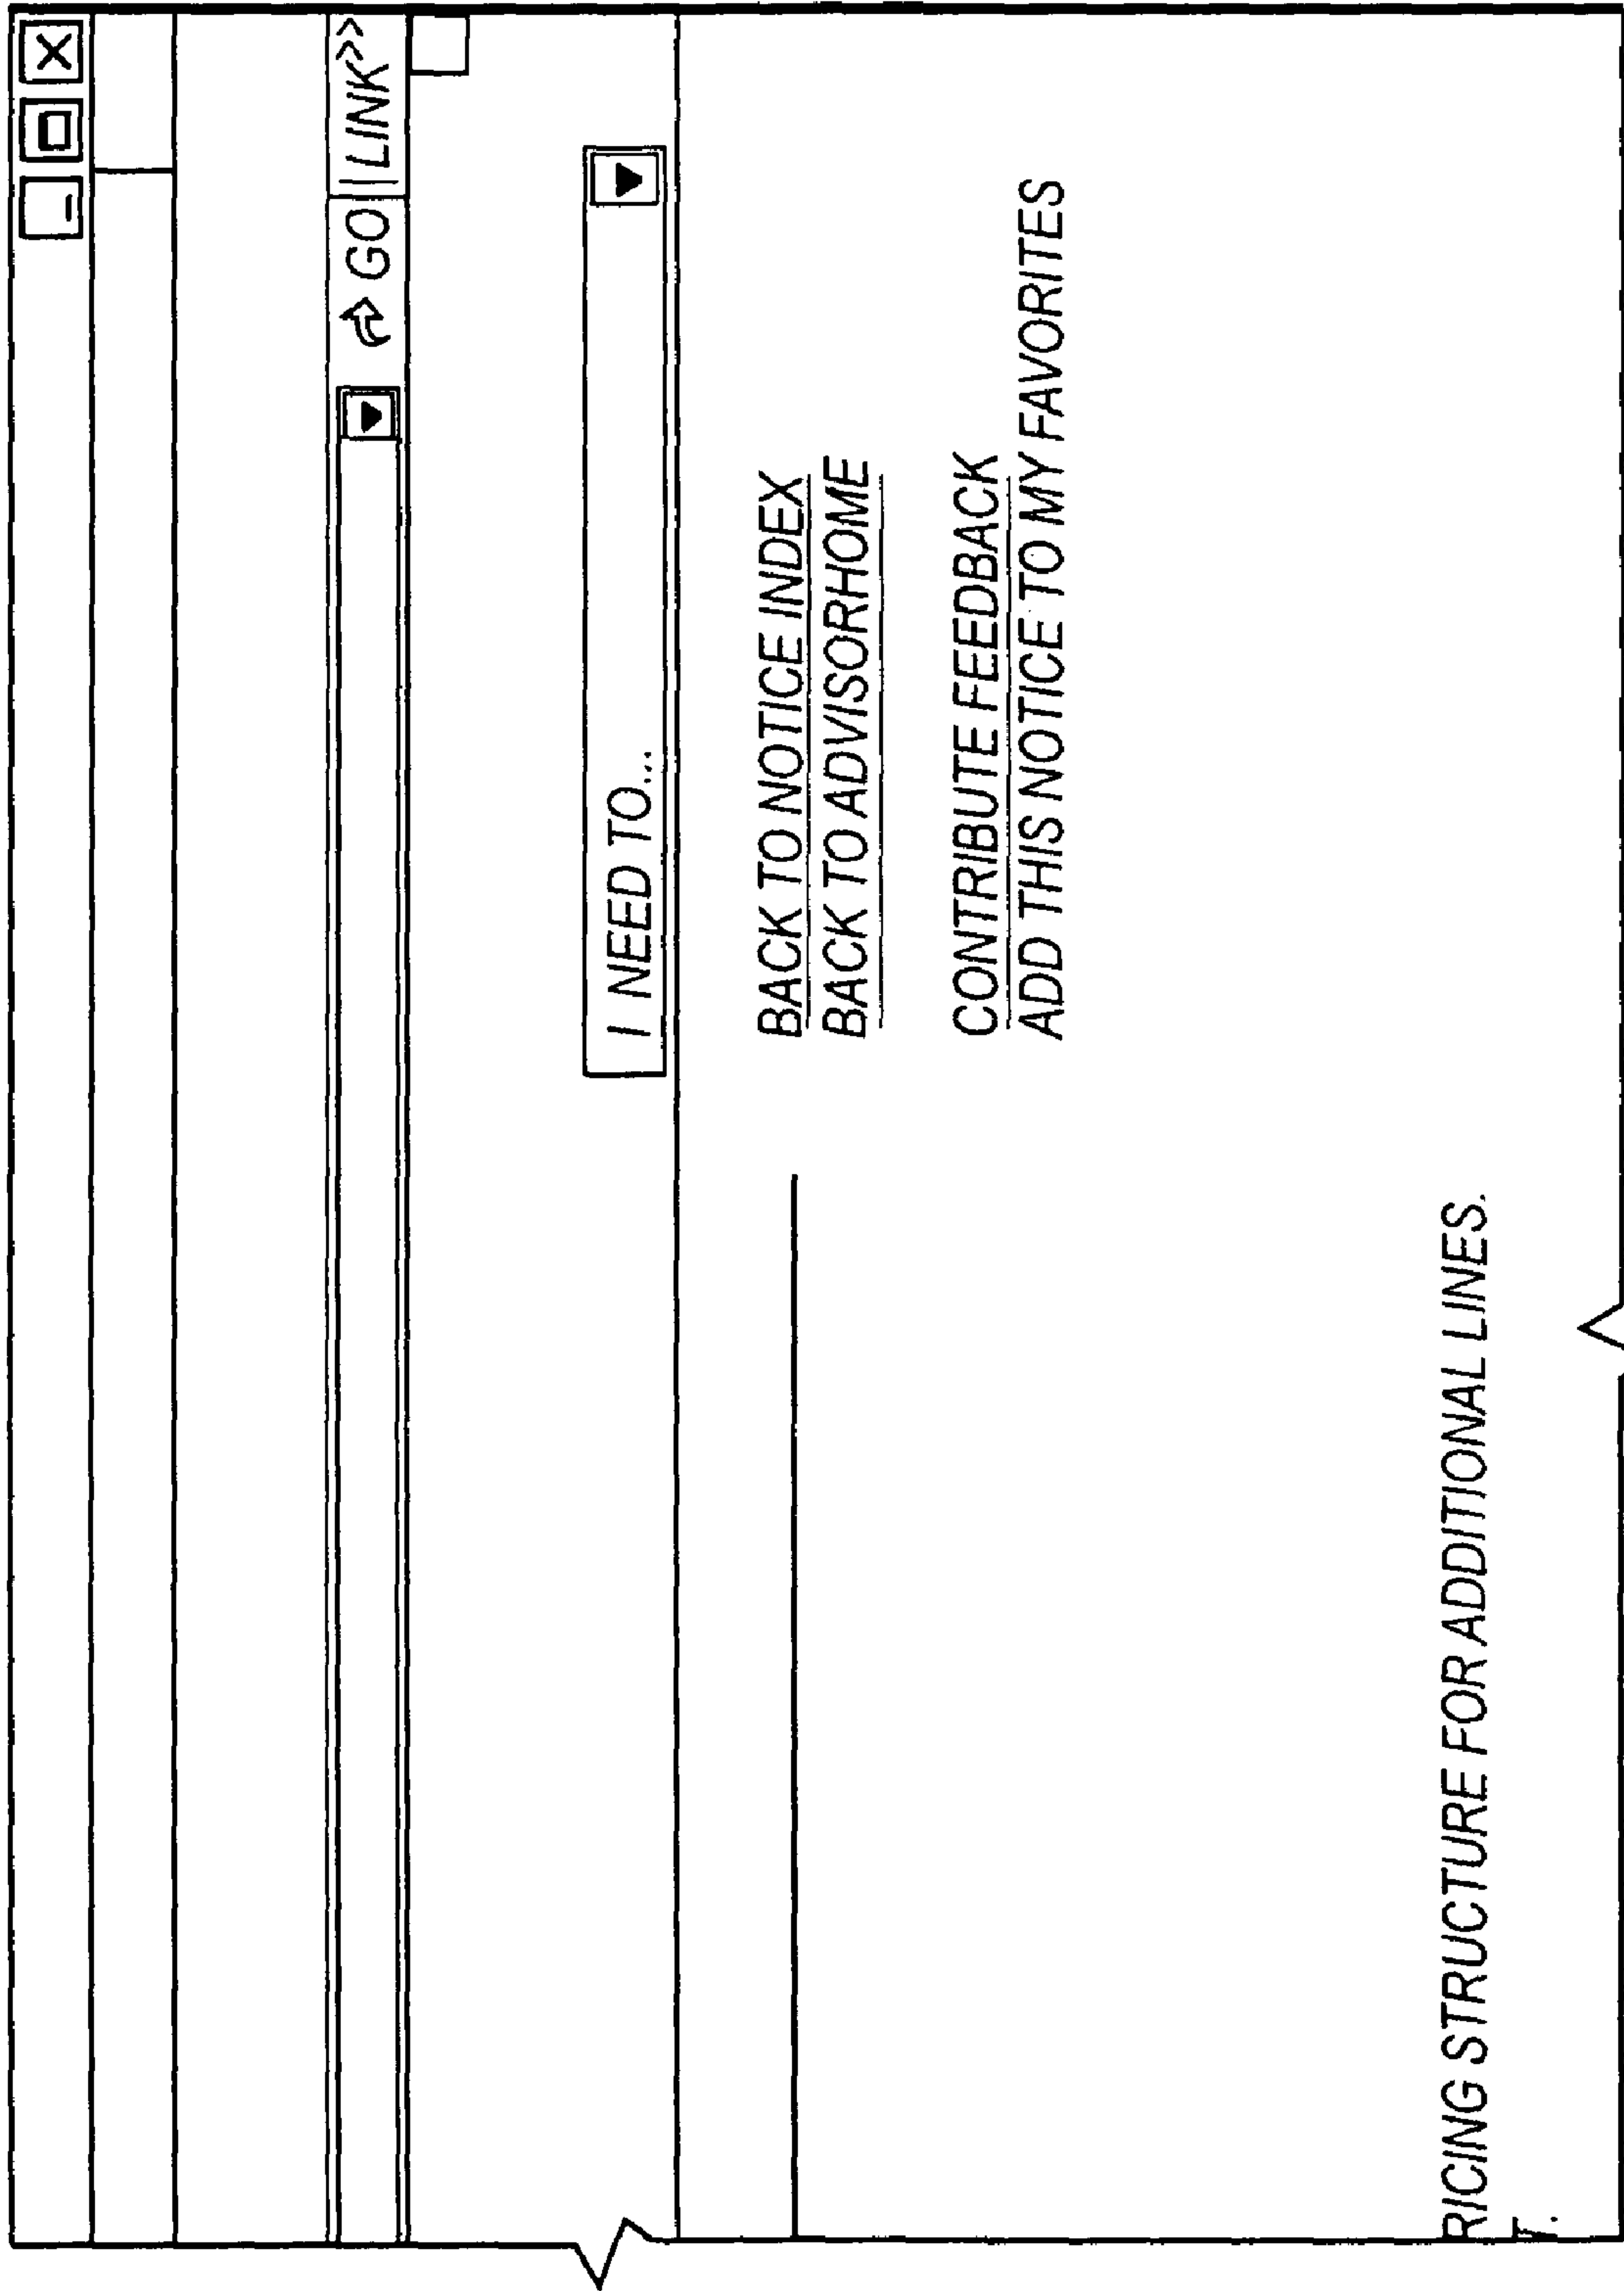 GO LINK>>
I NEED TO...
BACK TO NOTICE INDEX
BACK TO ADVISORHOME
CONTRIBUTE FEEDBACK
ADD THIS NOTICE TO MY FAVORITES
RICING STRUCTURE FOR ADDITIONAL LINES.